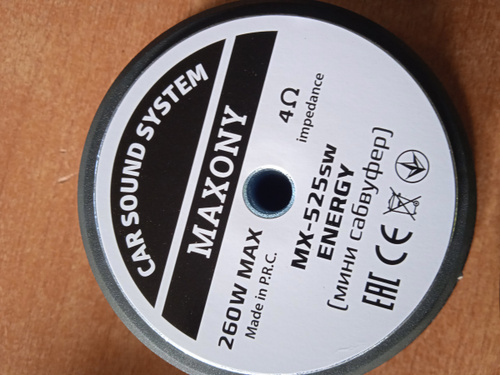 CAR SOUND SYSTEM
MAXONY
260W MAX
Made in P.R.C.
4Ω
impedance
MX-525sw
ENERGY
(мини сабвуфер)
EAC CE